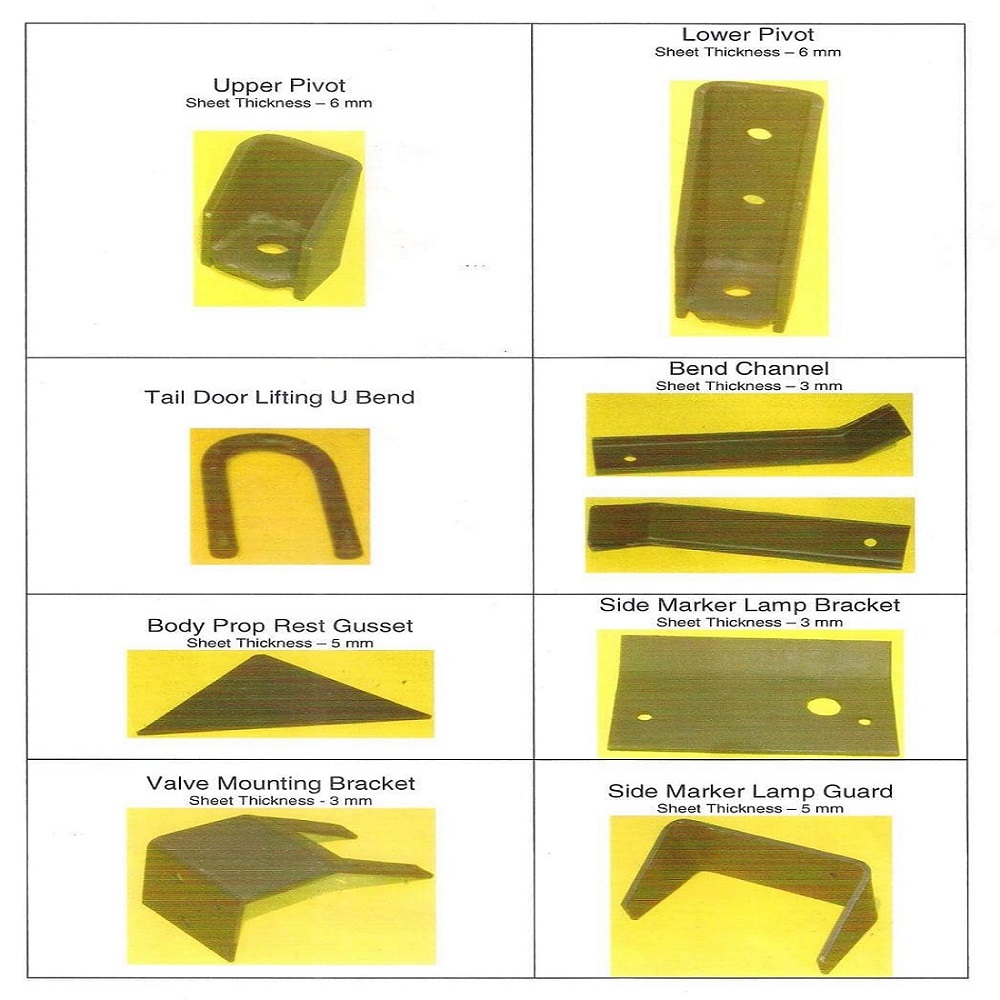 Upper Pivot
Sheet Thickness – 6 mm
Lower Pivot
Sheet Thickness – 6 mm
Tail Door Lifting U Bend
Bend Channel
Sheet Thickness – 3 mm
Body Prop Rest Gusset
Sheet Thickness – 5 mm
Side Marker Lamp Bracket
Sheet Thickness – 3 mm
Valve Mounting Bracket
Sheet Thickness - 3 mm
Side Marker Lamp Guard
Sheet Thickness – 5 mm